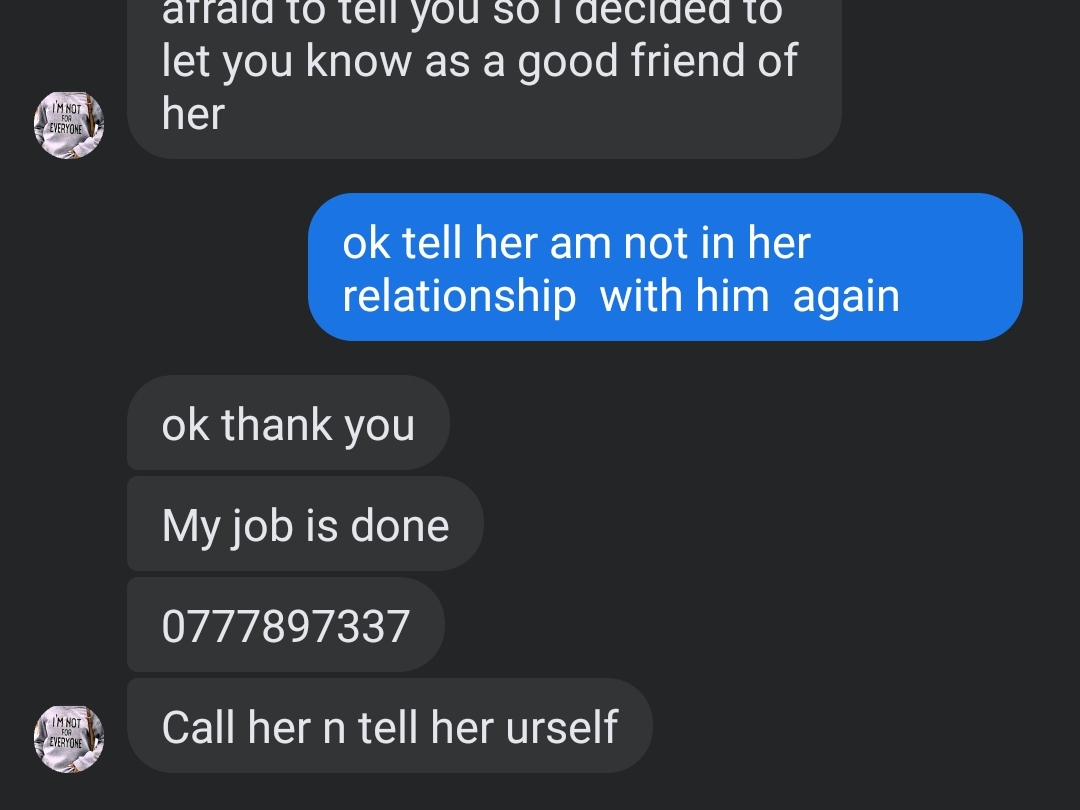 afraid to tell you so I decided to
let you know as a good friend of
her
I'M NOT
FOR
EVERYONE
ok tell her am not in her
relationship with him again
ok thank you
My job is done
0777897337
Call her n tell her urself
I'M NOT
FOR
EVERYONE